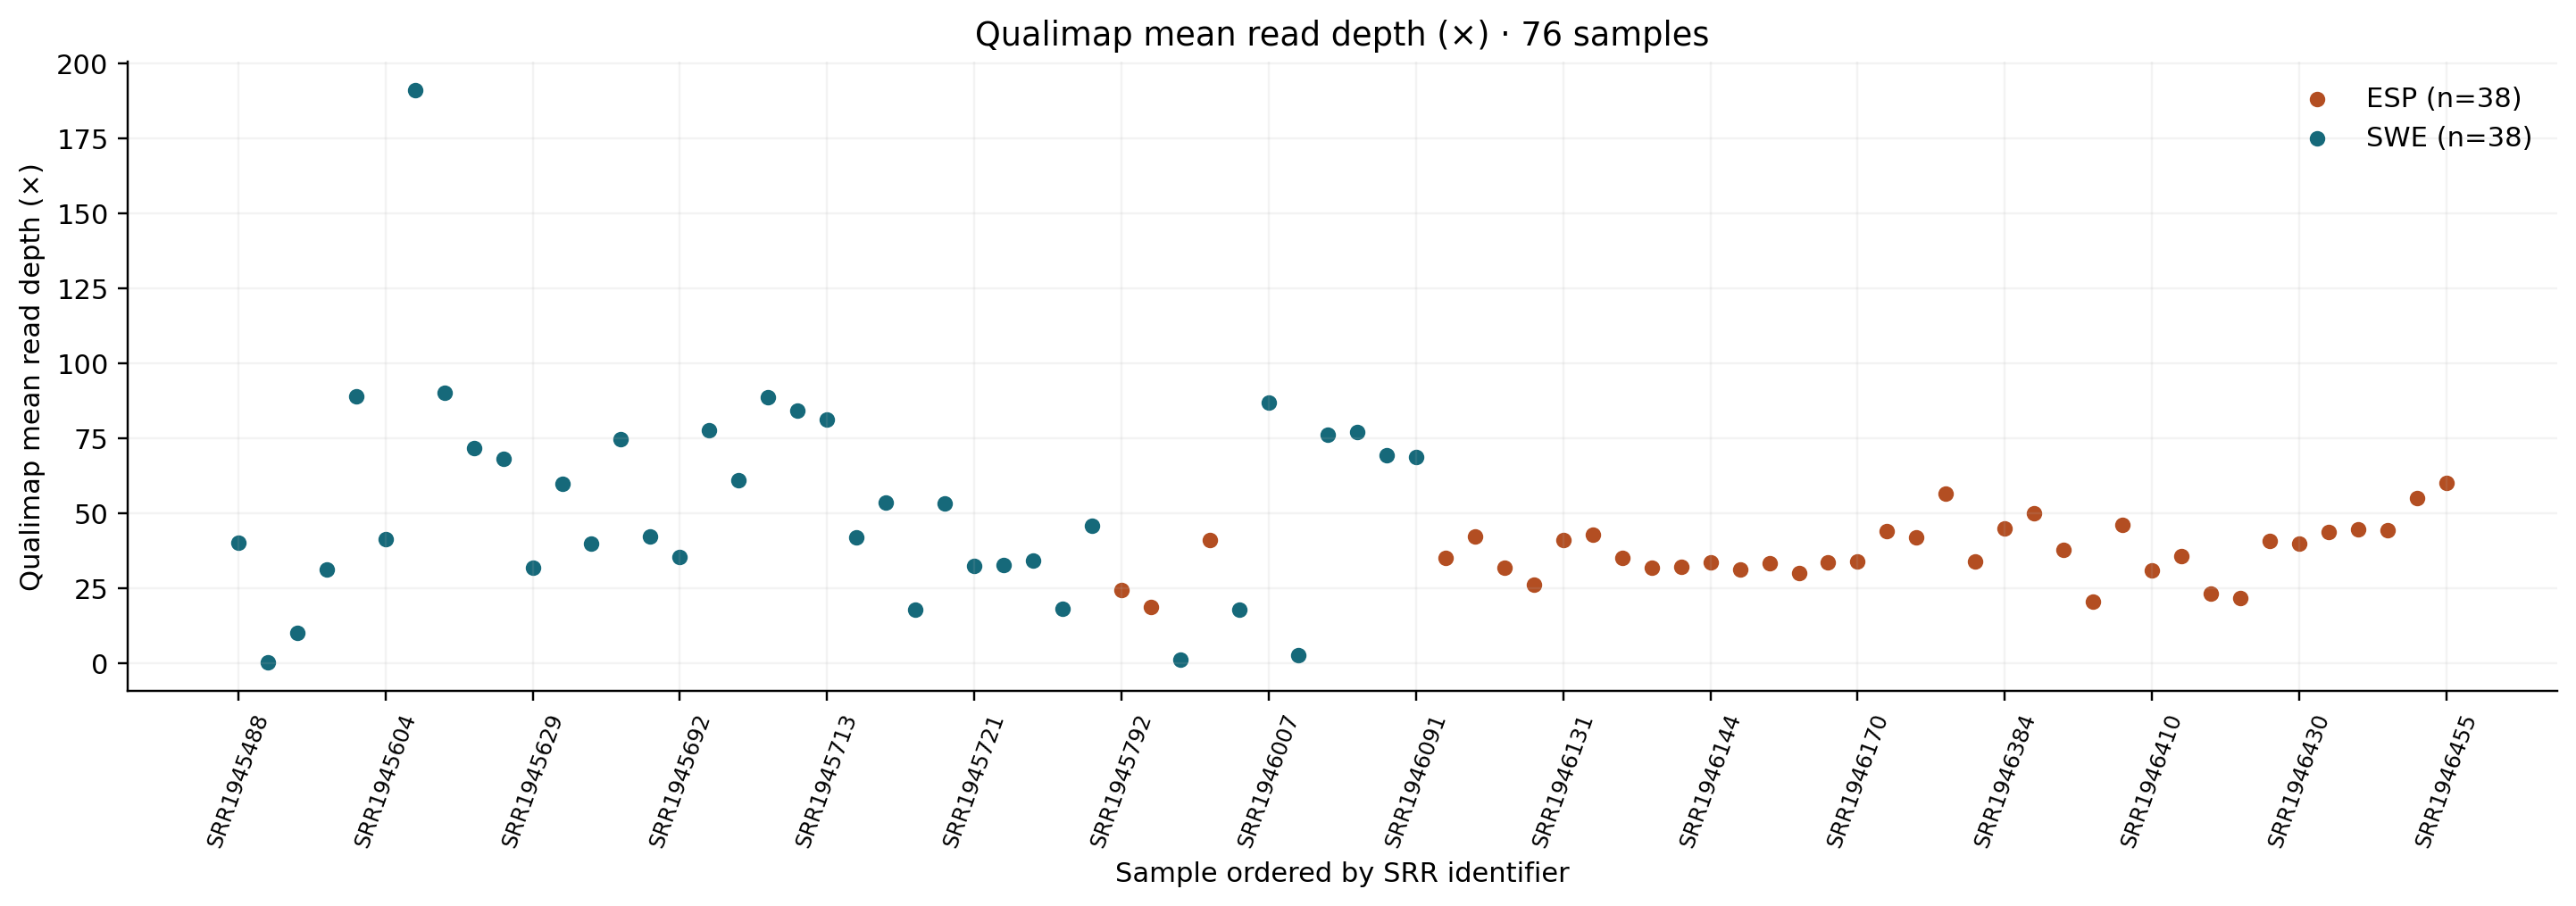 Qualimap mean read depth (×) · 76 samples
Qualimap mean read depth (×)
200
175
150
125
100
75
50
25
0
ESP (n=38)
SWE (n=38)
SRR1945488
SRR1945604
SRR1945629
SRR1945692
SRR1945713
SRR1945721
SRR1945792
SRR1946007
SRR1946091
SRR1946131
SRR1946144
SRR1946170
SRR1946384
SRR1946410
SRR1946430
SRR1946455
Sample ordered by SRR identifier